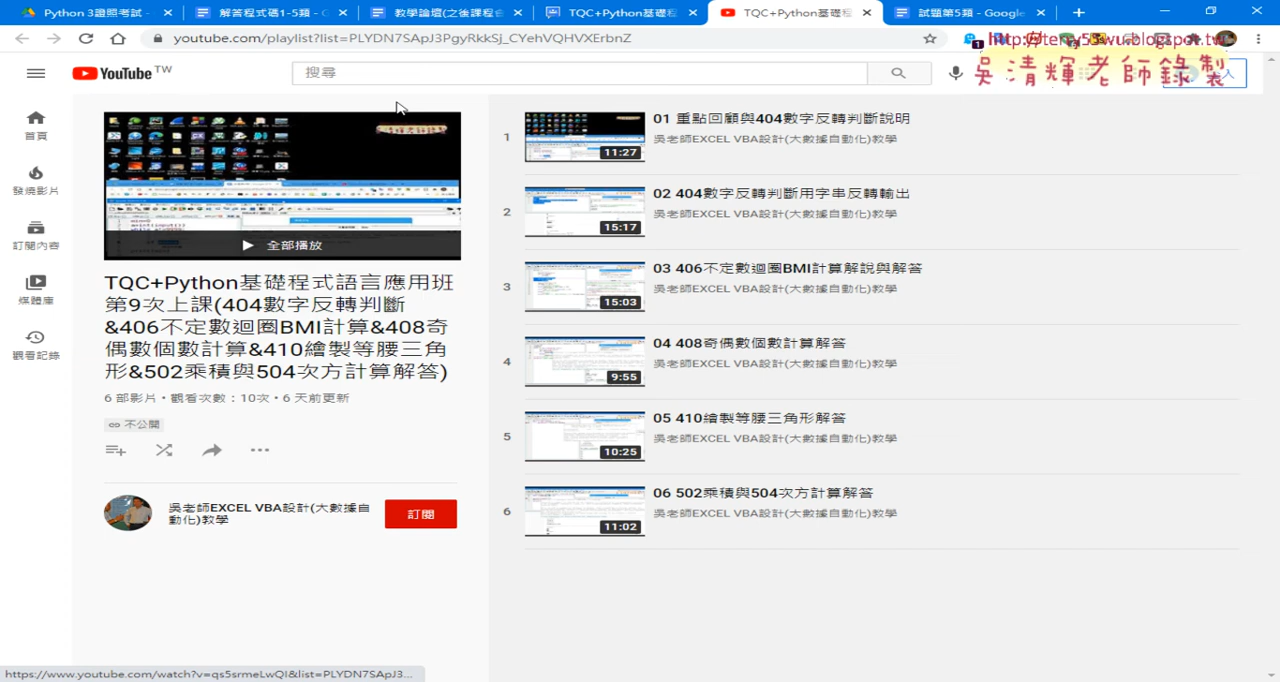 Python 3證照考試 -
解答程式碼1-5類 - G
教學論壇(之後課程會
TQC+Python基礎程
TQC+Python基礎程
試題第5類 - Google
youtube.com/playlist?list=PLYDN7SApJ3PgyRkkSj_CYehVQHVXErbnZ
http://terry55wu.blogspot.tw
吳清輝老師錄製
YouTube TW
搜尋
首頁
發燒影片
訂閱內容
媒體庫
觀看記錄
全部播放
TQC+Python基礎程式語言應用班
第9次上課(404數字反轉判斷
&406不定數迴圈BMI計算&408奇
偶數個數計算&410繪製等腰三角
形&502乘積與504次方計算解答)
6 部影片・觀看次數：10次・6 天前更新
不公開
吳老師EXCEL VBA設計(大數據自
動化)教學
訂閱
1
11:27
01 重點回顧與404數字反轉判斷說明
吳老師EXCEL VBA設計(大數據自動化)教學
2
15:17
02 404數字反轉判斷用字串反轉輸出
吳老師EXCEL VBA設計(大數據自動化)教學
3
15:03
03 406不定數迴圈BMI計算解說與解答
吳老師EXCEL VBA設計(大數據自動化)教學
4
9:55
04 408奇偶數個數計算解答
吳老師EXCEL VBA設計(大數據自動化)教學
5
10:25
05 410繪製等腰三角形解答
吳老師EXCEL VBA設計(大數據自動化)教學
6
11:02
06 502乘積與504次方計算解答
吳老師EXCEL VBA設計(大數據自動化)教學
https://www.youtube.com/watch?v=qs5srmeLwQI&list=PLYDN7SApJ3...